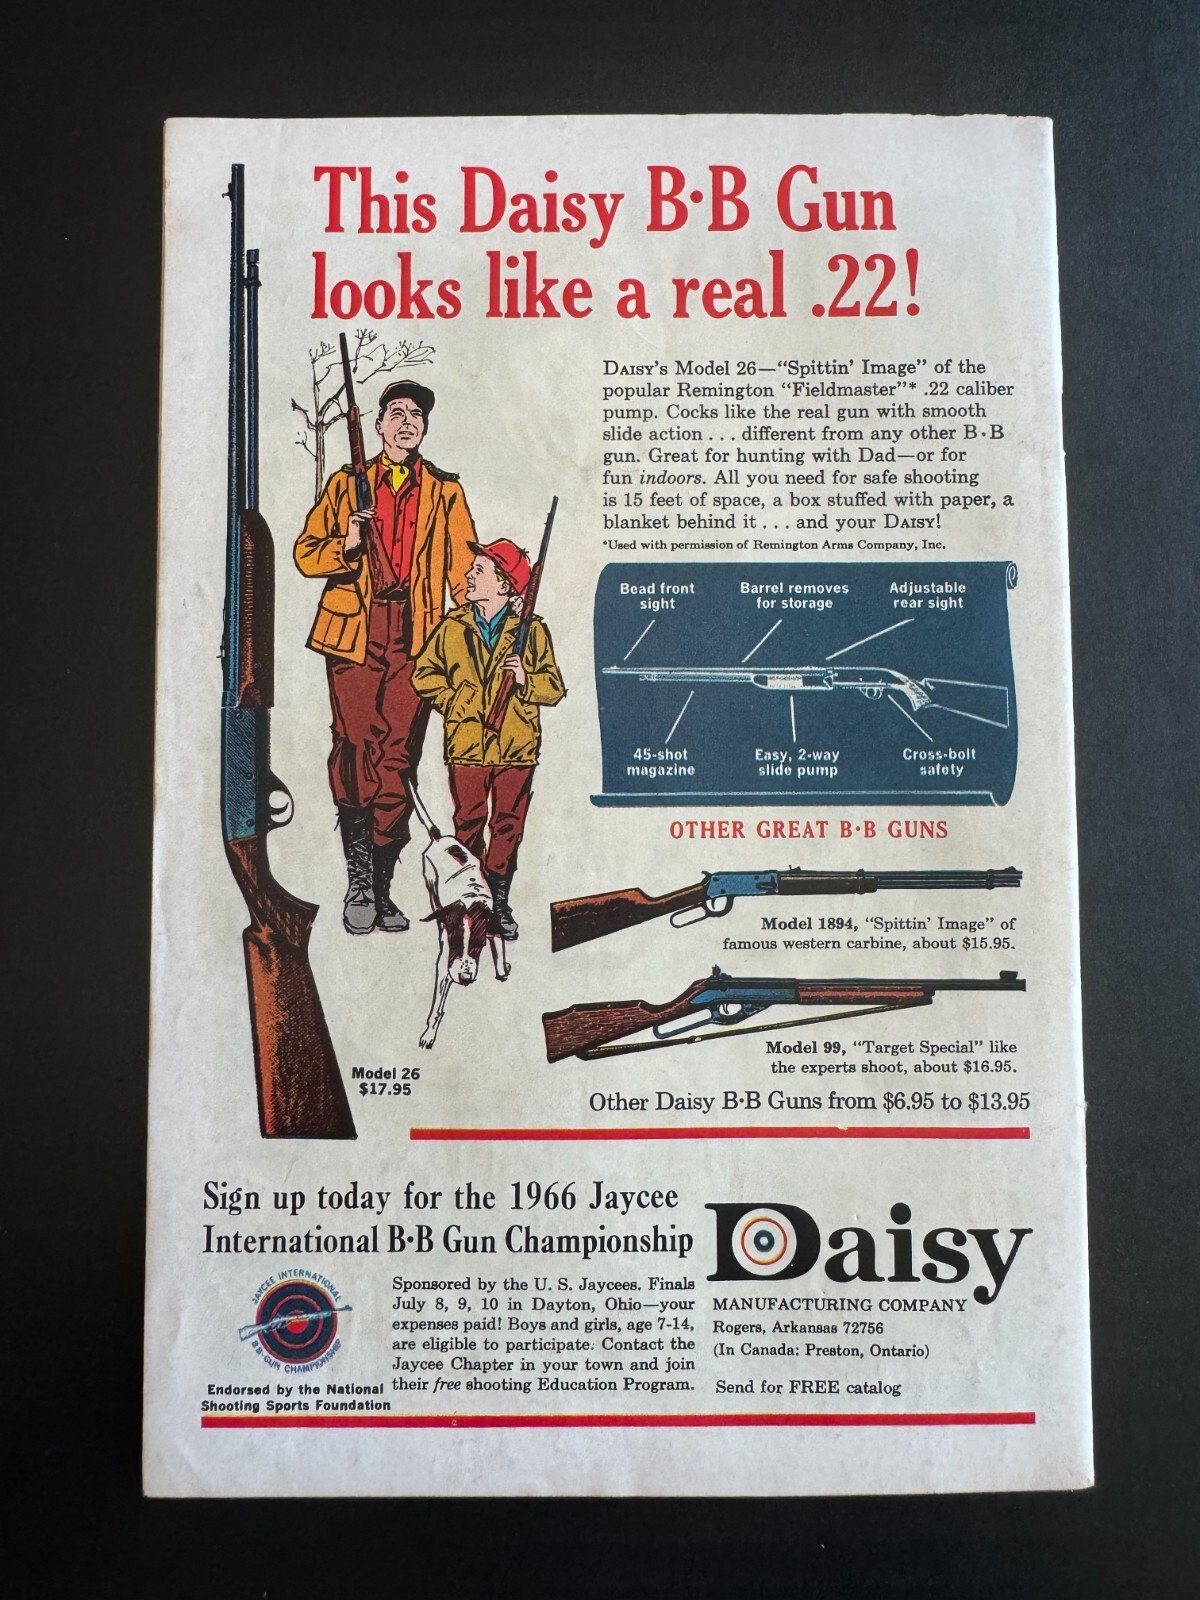 This Daisy B·B Gun
looks like a real .22!
DAISY'S Model 26—"Spittin' Image" of the
popular Remington "Fieldmaster"* .22 caliber
pump. Cocks like the real gun with smooth
slide action . . . different from any other B·B
gun. Great for hunting with Dad—or for
fun indoors. All you need for safe shooting
is 15 feet of space, a box stuffed with paper, a
blanket behind it . . . and your DAISY!
*Used with permission of Remington Arms Company, Inc.
Bead front
sight
Barrel removes
for storage
Adjustable
rear sight
45-shot
magazine
Easy, 2-way
slide pump
Cross-bolt
safety
OTHER GREAT B·B GUNS
Model 1894, "Spittin' Image" of
famous western carbine, about $15.95.
Model 99, "Target Special" like
the experts shoot, about $16.95.
Model 26
$17.95
Other Daisy B·B Guns from $6.95 to $13.95
Sign up today for the 1966 Jaycee
International B·B Gun Championship
JAYCEE INTERNATIONAL
B·B·GUN CHAMPIONSHIP
Endorsed by the National
Shooting Sports Foundation
Sponsored by the U. S. Jaycees. Finals
July 8, 9, 10 in Dayton, Ohio—your
expenses paid! Boys and girls, age 7-14,
are eligible to participate. Contact the
Jaycee Chapter in your town and join
their free shooting Education Program.
Daisy
MANUFACTURING COMPANY
Rogers, Arkansas 72756
(In Canada: Preston, Ontario)
Send for FREE catalog